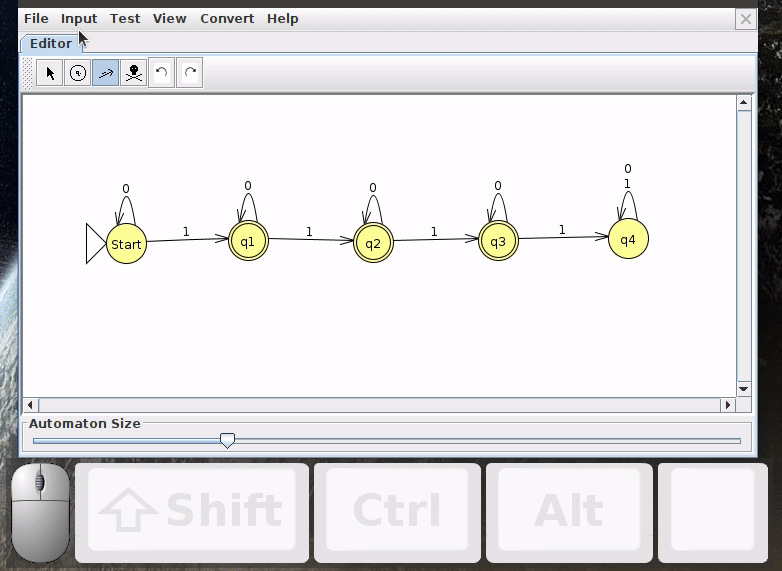 File Input Test View Convert Help
Editor
0 0 0 0 0
1
1 1 1 1
Start q1 q2 q3 q4
Automaton Size
Shift Ctrl Alt